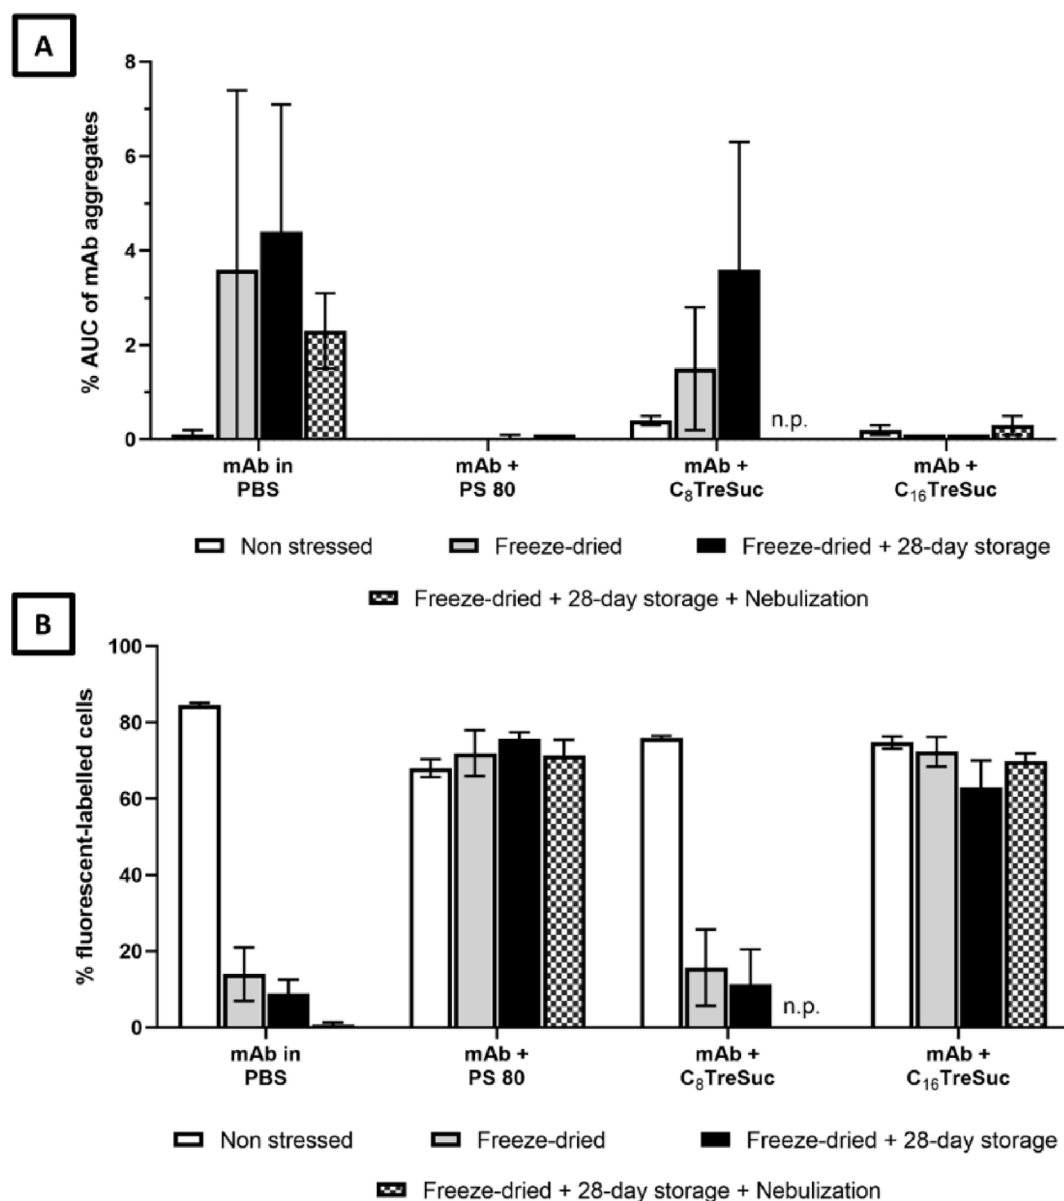 A
% AUC of mAb aggregates
8
6
4
2
0
n.p.
mAb in
PBS
mAb +
PS 80
mAb +
C₈TreSuc
mAb +
C₁₆TreSuc
Non stressed
Freeze-dried
Freeze-dried + 28-day storage
Freeze-dried + 28-day storage + Nebulization
B
% fluorescent-labelled cells
100
80
60
40
20
0
n.p.
mAb in
PBS
mAb +
PS 80
mAb +
C₈TreSuc
mAb +
C₁₆TreSuc
Non stressed
Freeze-dried
Freeze-dried + 28-day storage
Freeze-dried + 28-day storage + Nebulization